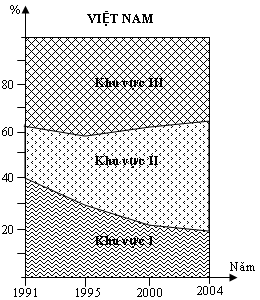 %
VIỆT NAM
80
Khu vực III
60
Khu vực II
40
20
Khu vực I
Năm
1991 1995 2000 2004